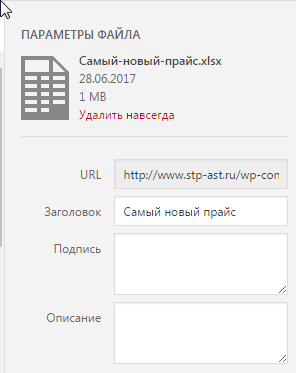 ПАРАМЕТРЫ ФАЙЛА
Самый-новый-прайс.xlsx
28.06.2017
1 MB
Удалить навсегда
URL http://www.stp-ast.ru/wp-con
Заголовок Самый новый прайс
Подпись
Описание